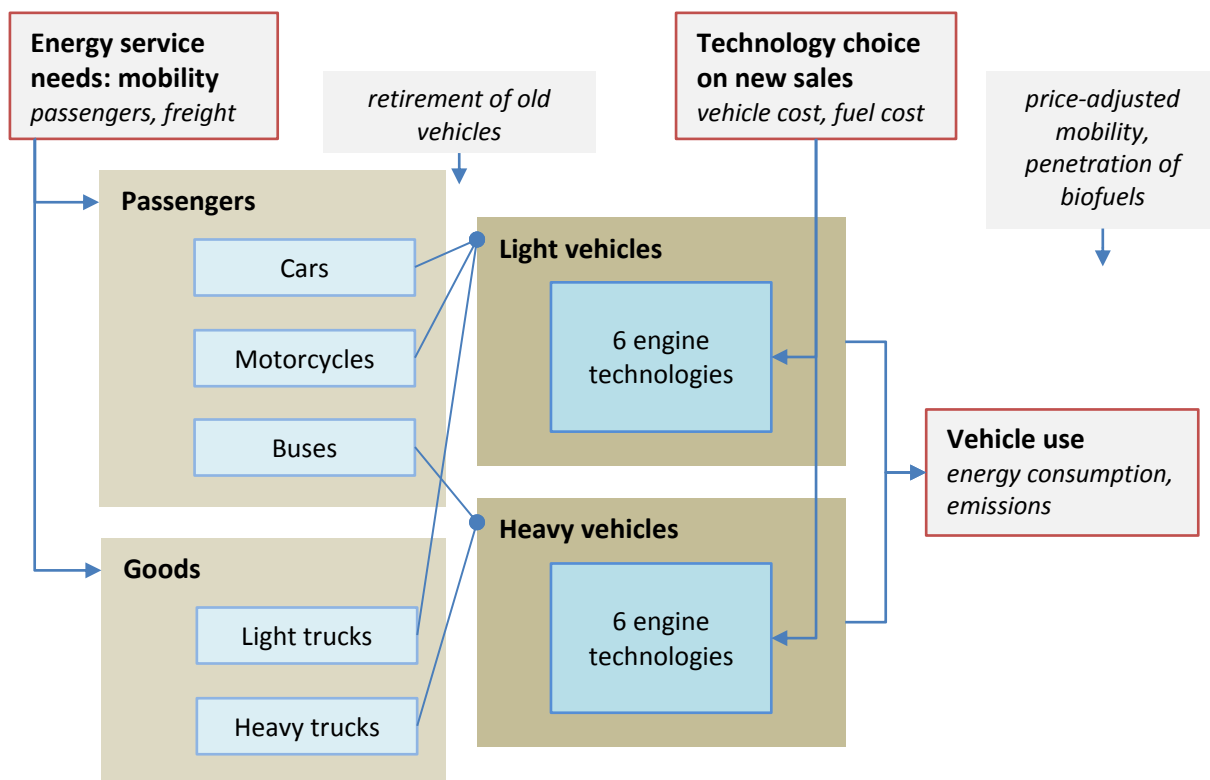 Energy service
needs: mobility
passengers, freight
retirement of old
vehicles
Technology choice
on new sales
vehicle cost, fuel cost
price-adjusted
mobility,
penetration of
biofuels
Passengers
Cars
Motorcycles
Buses
Goods
Light trucks
Heavy trucks
Light vehicles
6 engine
technologies
Heavy vehicles
6 engine
technologies
Vehicle use
energy consumption,
emissions